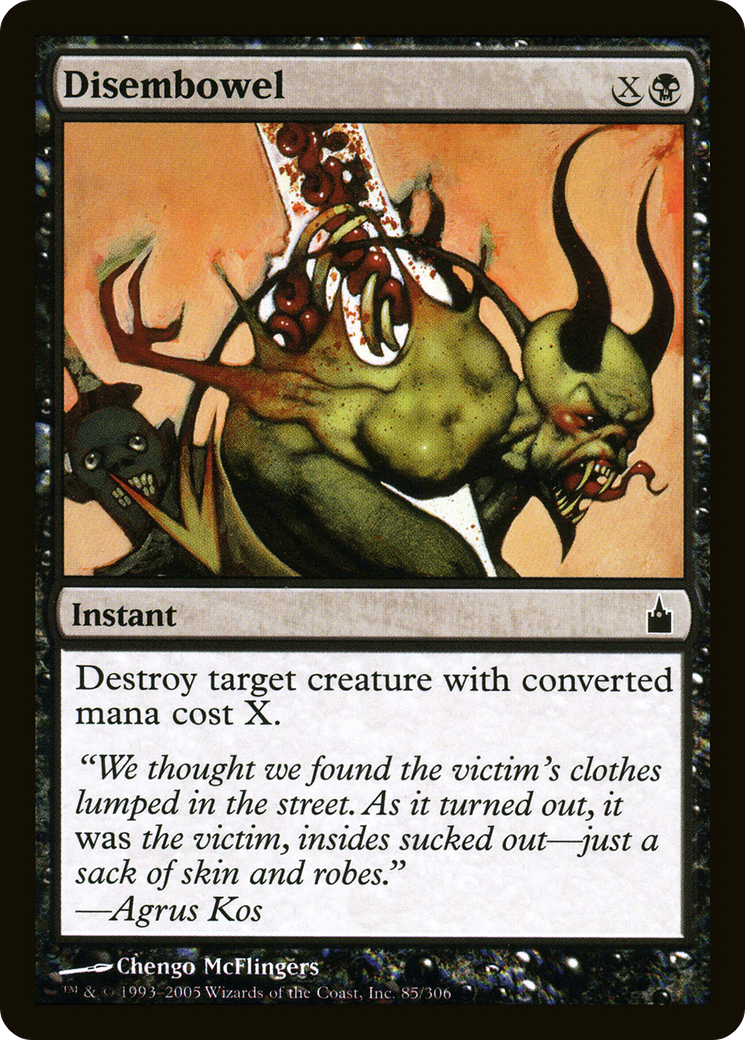 Disembowel X
Instant
Destroy target creature with converted
mana cost X.
“We thought we found the victim’s clothes
lumped in the street. As it turned out, it
was the victim, insides sucked out—just a
sack of skin and robes.”
—Agrus Kos
Chengo McFlingers
™ & © 1993–2005 Wizards of the Coast, Inc. 85/306